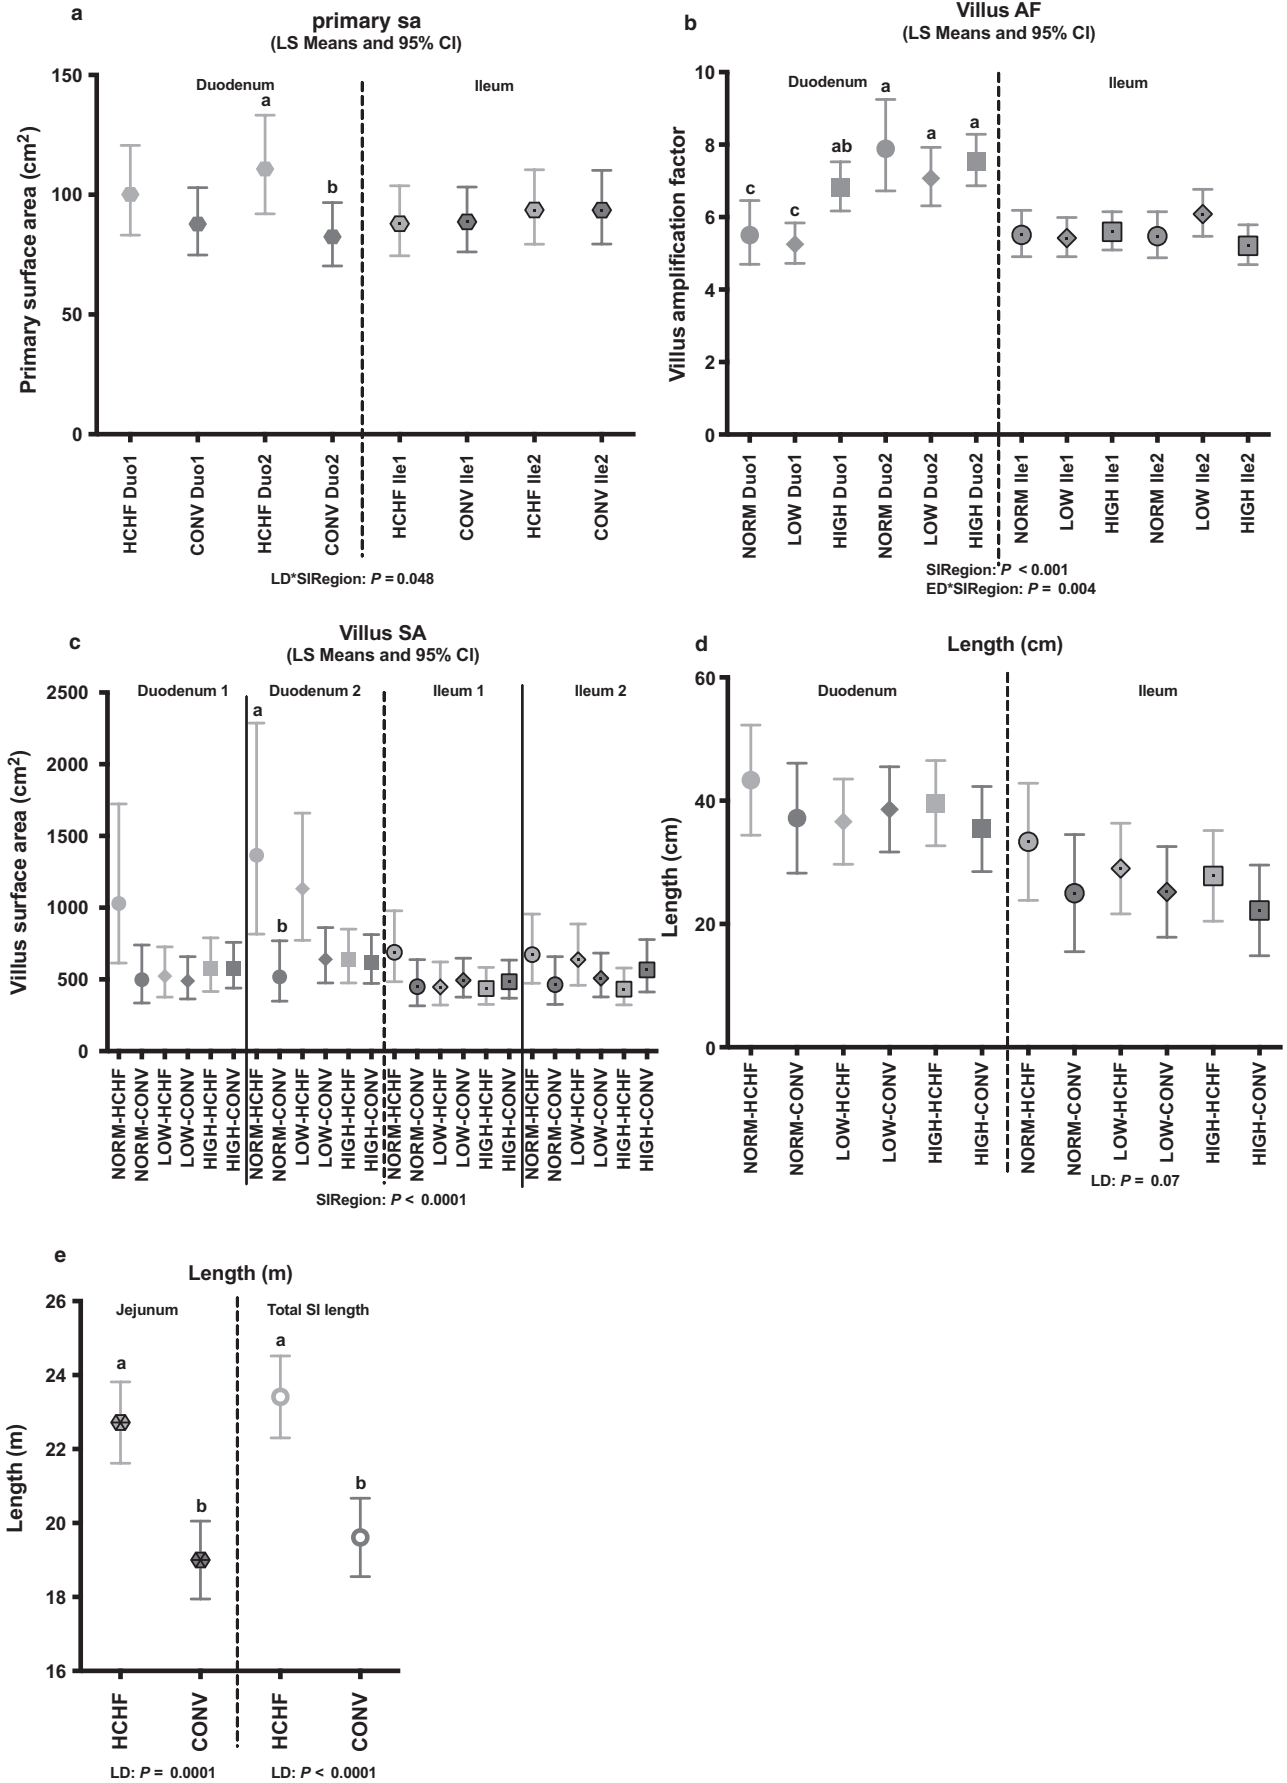 a
primary sa
(LS Means and 95% CI)
Duodenum
Ileum
a
b
150
100
50
0
Primary surface area (cm²)
HCHF Duo1
CONV Duo1
HCHF Duo2
CONV Duo2
HCHF Ile1
CONV Ile1
HCHF Ile2
CONV Ile2
LD*SIRegion: P = 0.048
b
Villus AF
(LS Means and 95% CI)
Duodenum
Ileum
c
c
ab
a
a
a
10
8
6
4
2
0
Villus amplification factor
NORM Duo1
LOW Duo1
HIGH Duo1
NORM Duo2
LOW Duo2
HIGH Duo2
NORM Ile1
LOW Ile1
HIGH Ile1
NORM Ile2
LOW Ile2
HIGH Ile2
SIRegion: P < 0.001
ED*SIRegion: P = 0.004
c
Villus SA
(LS Means and 95% CI)
Duodenum 1
Duodenum 2
Ileum 1
Ileum 2
a
b
2500
2000
1500
1000
500
0
Villus surface area (cm²)
NORM-HCHF
NORM-CONV
LOW-HCHF
LOW-CONV
HIGH-HCHF
HIGH-CONV
NORM-HCHF
NORM-CONV
LOW-HCHF
LOW-CONV
HIGH-HCHF
HIGH-CONV
NORM-HCHF
NORM-CONV
LOW-HCHF
LOW-CONV
HIGH-HCHF
HIGH-CONV
NORM-HCHF
NORM-CONV
LOW-HCHF
LOW-CONV
HIGH-HCHF
HIGH-CONV
SIRegion: P < 0.0001
d
Length (cm)
Duodenum
Ileum
60
40
20
0
Length (cm)
NORM-HCHF
NORM-CONV
LOW-HCHF
LOW-CONV
HIGH-HCHF
HIGH-CONV
NORM-HCHF
NORM-CONV
LOW-HCHF
LOW-CONV
HIGH-HCHF
HIGH-CONV
LD: P = 0.07
e
Length (m)
Jejunum
Total SI length
a
b
a
b
26
24
22
20
18
16
Length (m)
HCHF
CONV
HCHF
CONV
LD: P = 0.0001
LD: P < 0.0001